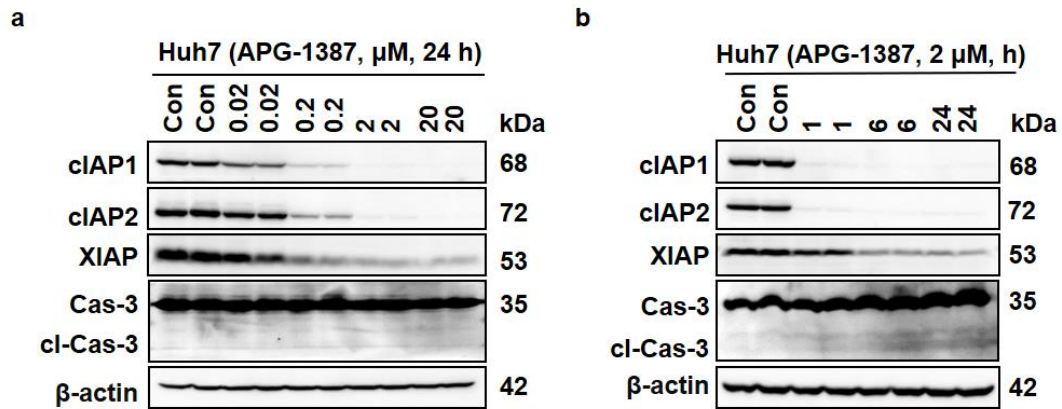 a
Huh7 (APG-1387, μM, 24 h)
Con Con 0.02 0.02 0.2 0.2 2 2 20 20 kDa
cIAP1 68
cIAP2 72
XIAP 53
Cas-3 35
cl-Cas-3
β-actin 42
b
Huh7 (APG-1387, 2 μM, h)
Con Con 1 1 6 6 24 24 kDa
cIAP1 68
cIAP2 72
XIAP 53
Cas-3 35
cl-Cas-3
β-actin 42